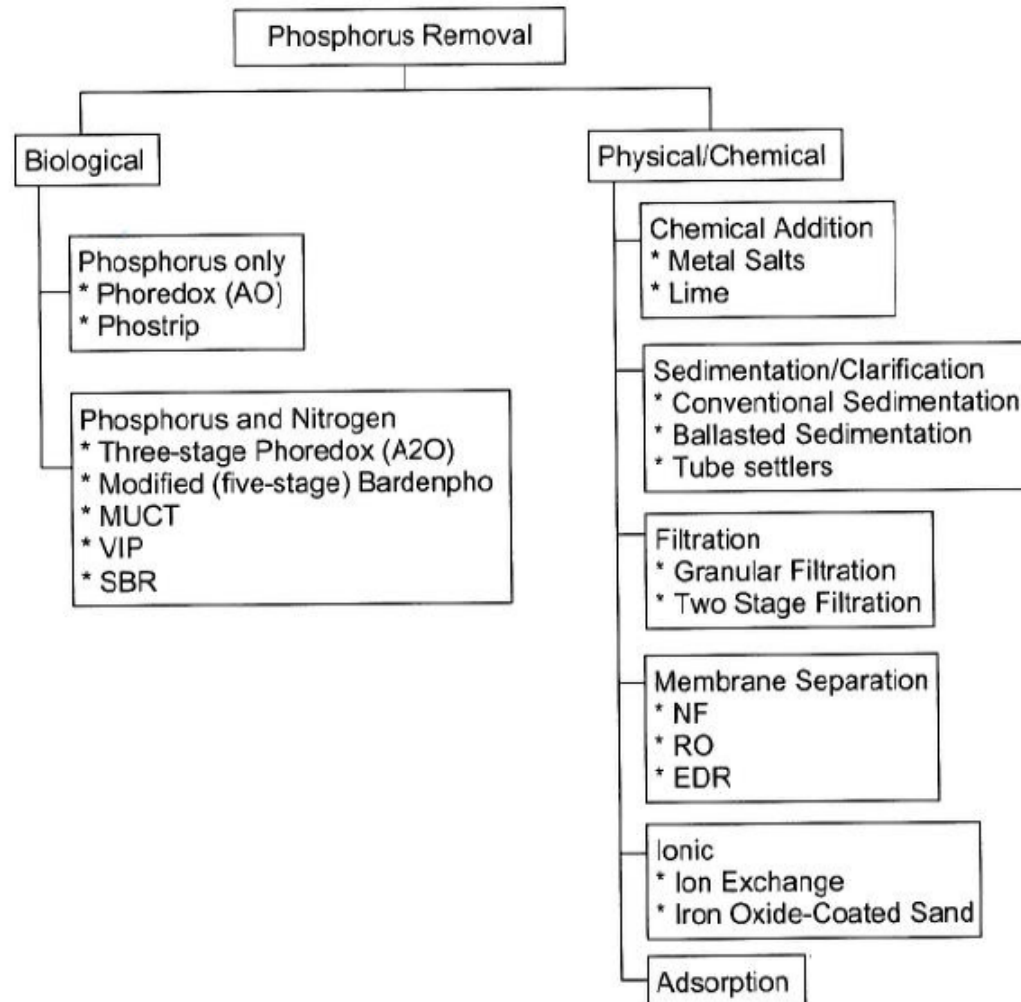 Phosphorus Removal
Biological
Phosphorus only
* Phoredox (AO)
* Phostrip
Phosphorus and Nitrogen
* Three-stage Phoredox (A2O)
* Modified (five-stage) Bardenpho
* MUCT
* VIP
* SBR
Physical/Chemical
Chemical Addition
* Metal Salts
* Lime
Sedimentation/Clarification
* Conventional Sedimentation
* Ballasted Sedimentation
* Tube settlers
Filtration
* Granular Filtration
* Two Stage Filtration
Membrane Separation
* NF
* RO
* EDR
Ionic
* Ion Exchange
* Iron Oxide-Coated Sand
Adsorption